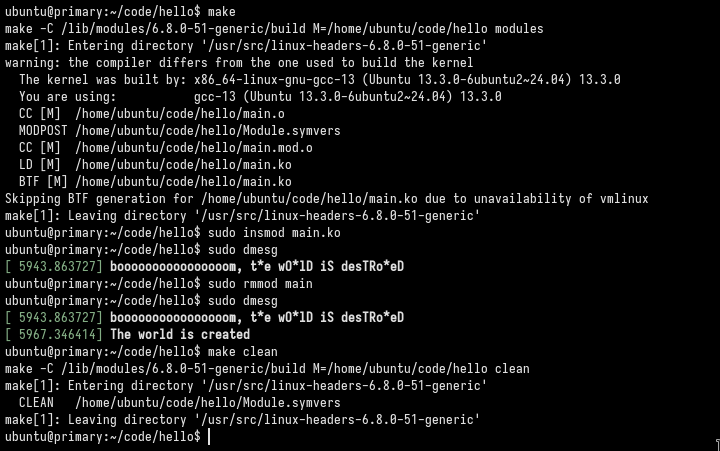 ubuntu@primary:~/code/hello$ make
make -C /lib/modules/6.8.0-51-generic/build M=/home/ubuntu/code/hello modules
make[1]: Entering directory '/usr/src/linux-headers-6.8.0-51-generic'
warning: the compiler differs from the one used to build the kernel
  The kernel was built by: x86_64-linux-gnu-gcc-13 (Ubuntu 13.3.0-6ubuntu2~24.04) 13.3.0
  You are using:           gcc-13 (Ubuntu 13.3.0-6ubuntu2~24.04) 13.3.0
  CC [M]  /home/ubuntu/code/hello/main.o
  MODPOST /home/ubuntu/code/hello/Module.symvers
  CC [M]  /home/ubuntu/code/hello/main.mod.o
  LD [M]  /home/ubuntu/code/hello/main.ko
  BTF [M] /home/ubuntu/code/hello/main.ko
Skipping BTF generation for /home/ubuntu/code/hello/main.ko due to unavailability of vmlinux
make[1]: Leaving directory '/usr/src/linux-headers-6.8.0-51-generic'
ubuntu@primary:~/code/hello$ sudo insmod main.ko
ubuntu@primary:~/code/hello$ sudo dmesg
[ 5943.863727] booooooooooooooom, t*e wO*lD iS desTRo*eD
ubuntu@primary:~/code/hello$ sudo rmmod main
ubuntu@primary:~/code/hello$ sudo dmesg
[ 5943.863727] booooooooooooooom, t*e wO*lD iS desTRo*eD
[ 5967.346414] The world is created
ubuntu@primary:~/code/hello$ make clean
make -C /lib/modules/6.8.0-51-generic/build M=/home/ubuntu/code/hello clean
make[1]: Entering directory '/usr/src/linux-headers-6.8.0-51-generic'
  CLEAN   /home/ubuntu/code/hello/Module.symvers
make[1]: Leaving directory '/usr/src/linux-headers-6.8.0-51-generic'
ubuntu@primary:~/code/hello$